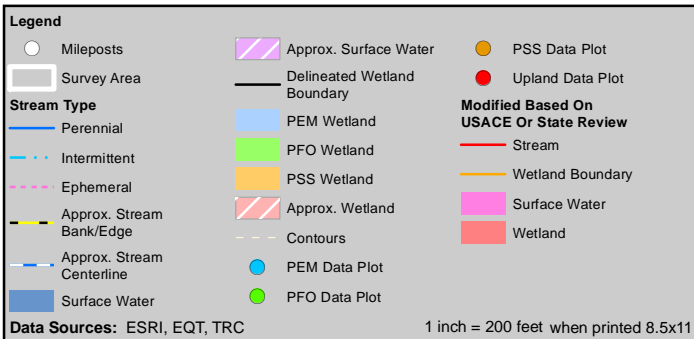 Legend
Mileposts
Survey Area
Stream Type
Perennial
Intermittent
Ephemeral
Approx. Stream
Bank/Edge
Approx. Stream
Centerline
Surface Water
Approx. Surface Water
Delineated Wetland
Boundary
PEM Wetland
PFO Wetland
PSS Wetland
Approx. Wetland
Contours
PEM Data Plot
PFO Data Plot
PSS Data Plot
Upland Data Plot
Modified Based On
USACE Or State Review
Stream
Wetland Boundary
Surface Water
Wetland
Data Sources: ESRI, EQT, TRC
1 inch = 200 feet when printed 8.5x11